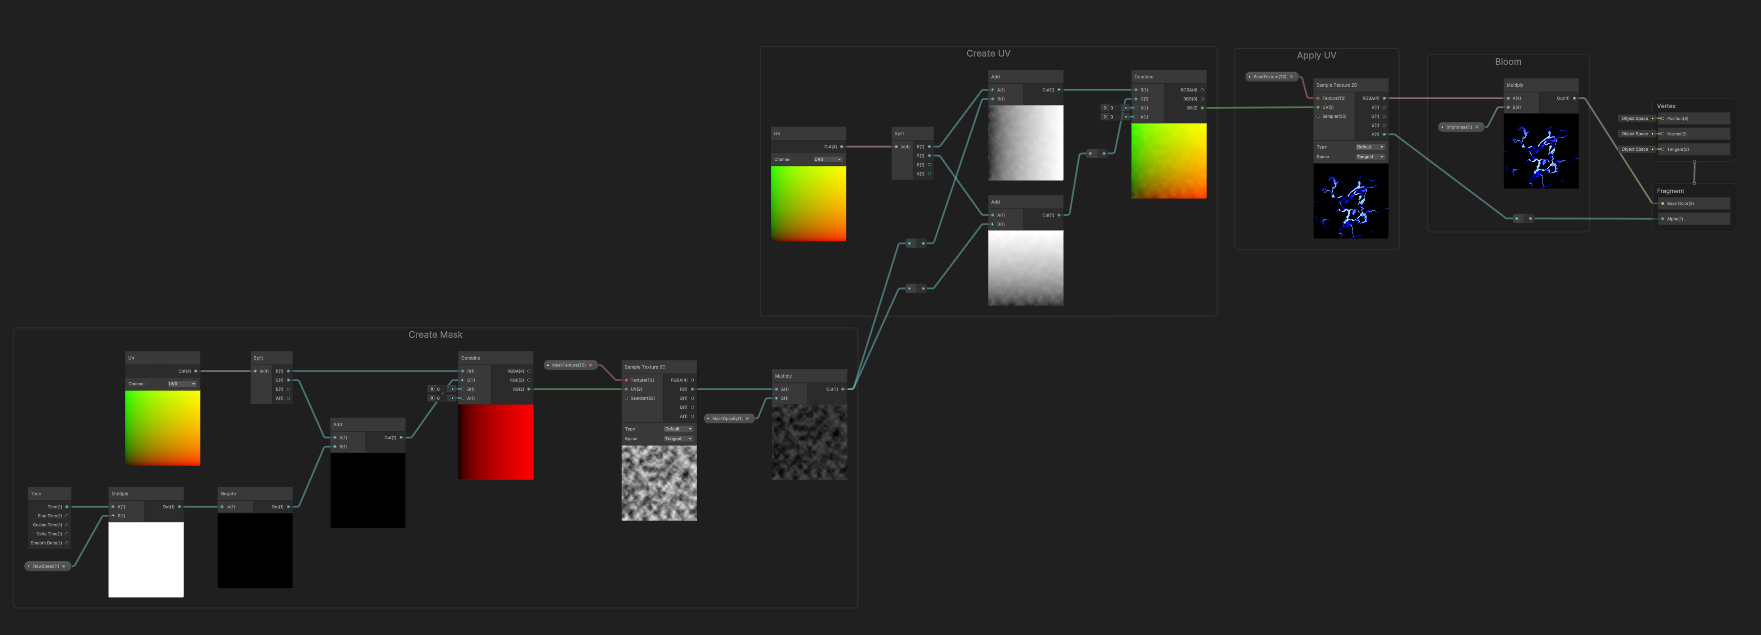 Create UV
Apply UV
Bloom
Create Mask
UV
Out(4)
Channel
UV0
Split
In(4)
R(1)
G(1)
B(1)
A(1)
Add
A(1)
B(1)
Out(1)
Add
A(1)
B(1)
Out(1)
Combine
R(1)
G(1)
X 0
B(1)
X 0
A(1)
RGBA(4)
RGB(3)
RG(2)
Sample Texture 2D
Texture(T2)
UV(2)
Sampler(SS)
RGBA(4)
R(1)
G(1)
B(1)
A(1)
Type
Default
Space
Tangent
Multiply
A(4)
B(4)
Out(4)
Brightness(1)
Vertex
Object Space
Position(3)
Object Space
Normal(3)
Object Space
Tangent(3)
Fragment
Base Color(3)
Alpha(1)
UV
Out(4)
Channel
UV0
Split
In(4)
R(1)
G(1)
B(1)
A(1)
Time
Time(1)
Sine Time(1)
Cosine Time(1)
Delta Time(1)
Smooth Delta(1)
Multiply
A(1)
B(1)
Out(1)
Negate
In(1)
Out(1)
Add
A(1)
B(1)
Out(1)
Combine
R(1)
G(1)
X 0
B(1)
X 0
A(1)
RGBA(4)
RGB(3)
RG(2)
MaskTexture(T2)
Sample Texture 2D
Texture(T2)
UV(2)
Sampler(SS)
RGBA(4)
R(1)
G(1)
B(1)
A(1)
Type
Default
Space
Tangent
Multiply
A(1)
B(1)
Out(1)